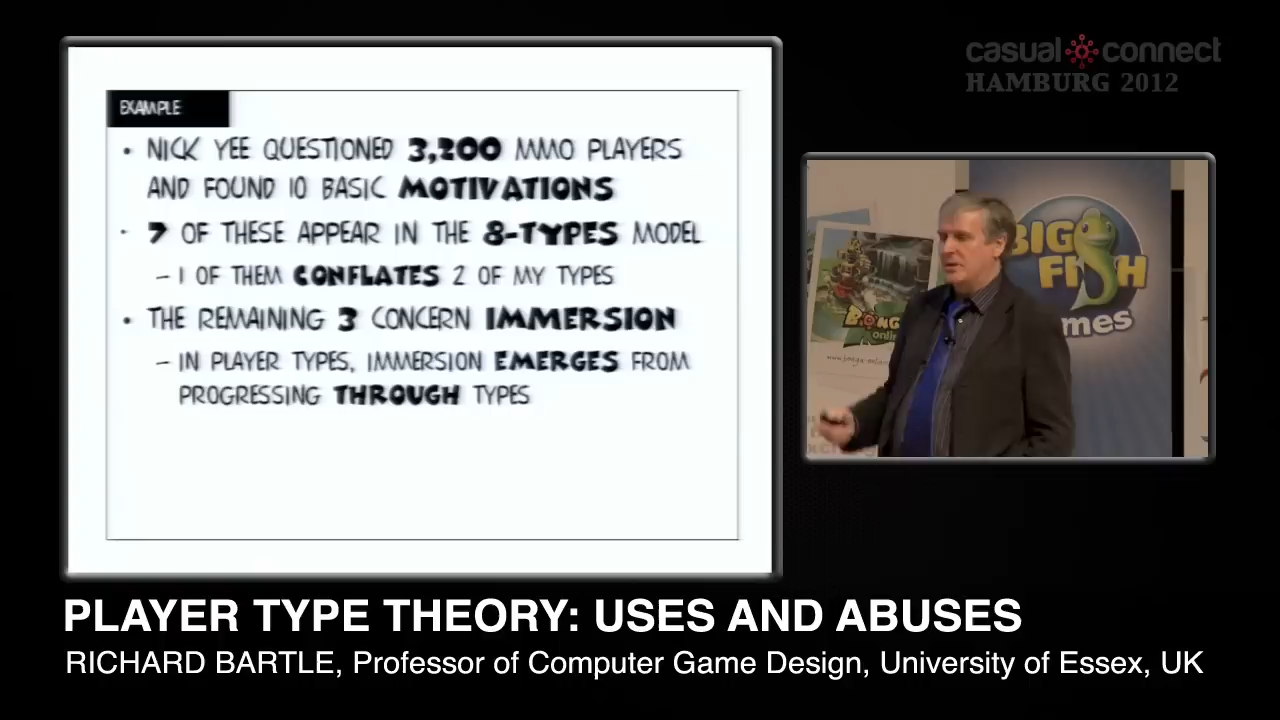 casual connect
HAMBURG 2012
EXAMPLE
• NICK YEE QUESTIONED 3,200 MMO PLAYERS
AND FOUND 10 BASIC MOTIVATIONS
• 7 OF THESE APPEAR IN THE 8-TYPES MODEL
– 1 OF THEM CONFLATES 2 OF MY TYPES
• THE REMAINING 3 CONCERN IMMERSION
– IN PLAYER TYPES, IMMERSION EMERGES FROM
PROGRESSING THROUGH TYPES
BIG
FISH
mes
PLAYER TYPE THEORY: USES AND ABUSES
RICHARD BARTLE, Professor of Computer Game Design, University of Essex, UK